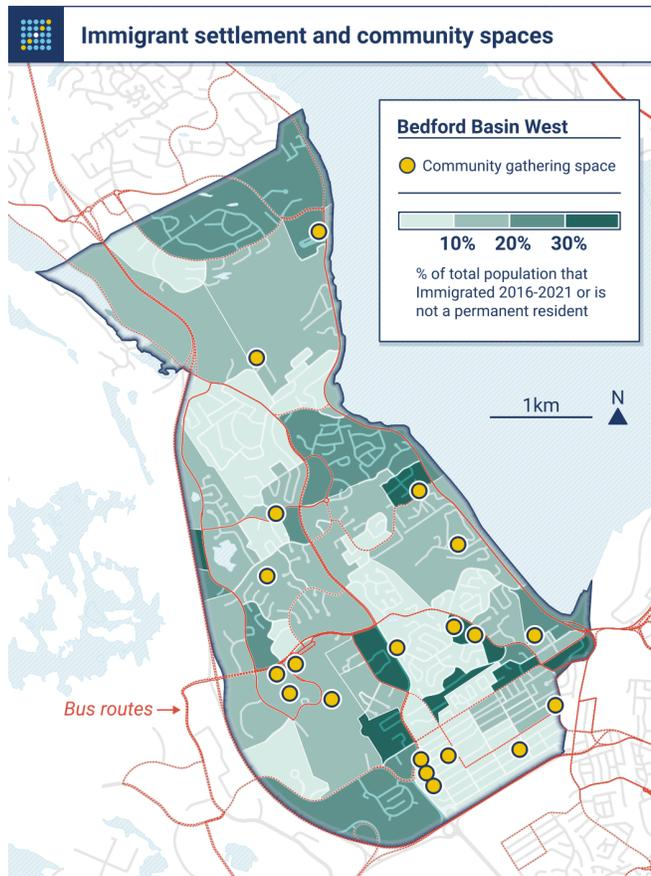 Immigrant settlement and community spaces
Bedford Basin West
Community gathering space
10% 20% 30%
% of total population that
Immigrated 2016-2021 or is
not a permanent resident
1km
N
Bus routes